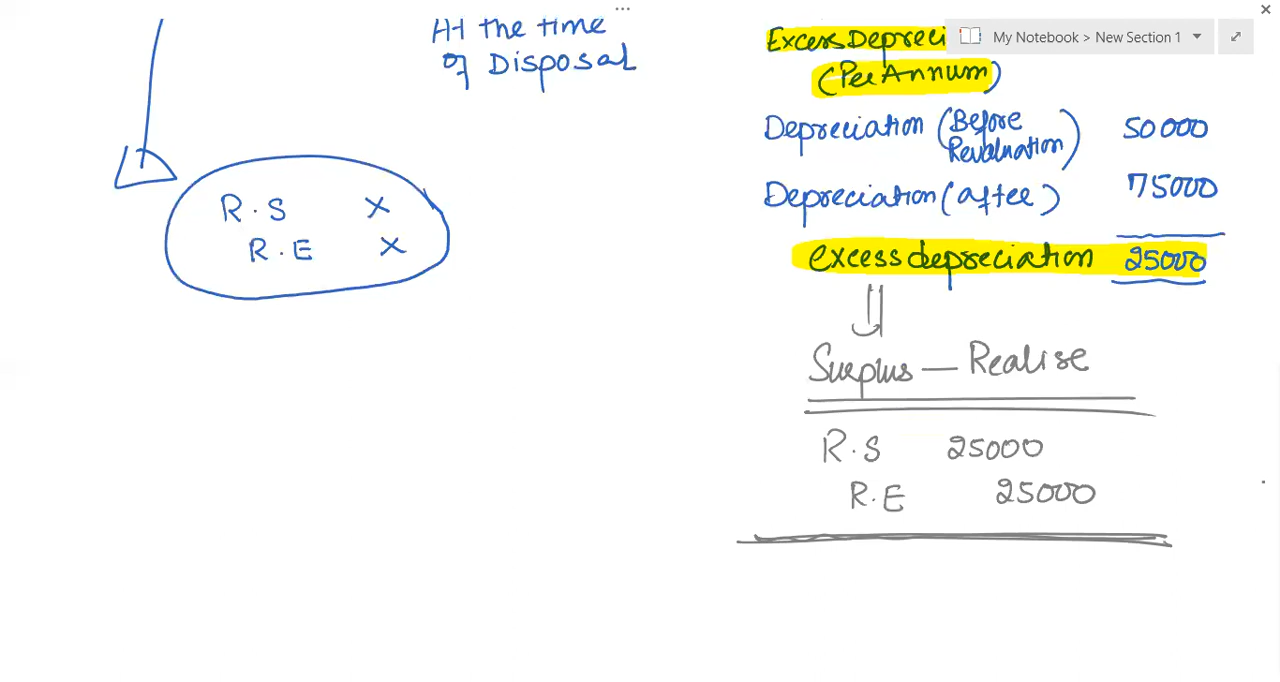 At the time
of Disposal
R.S X
R.E X
Excess Depreci
(Per Annum)
My Notebook > New Section 1
Depreciation (Before Revaluation) 50000
Depreciation (after) 75000
excess depreciation 25000
Surplus — Realise
R.S 25000
R.E 25000